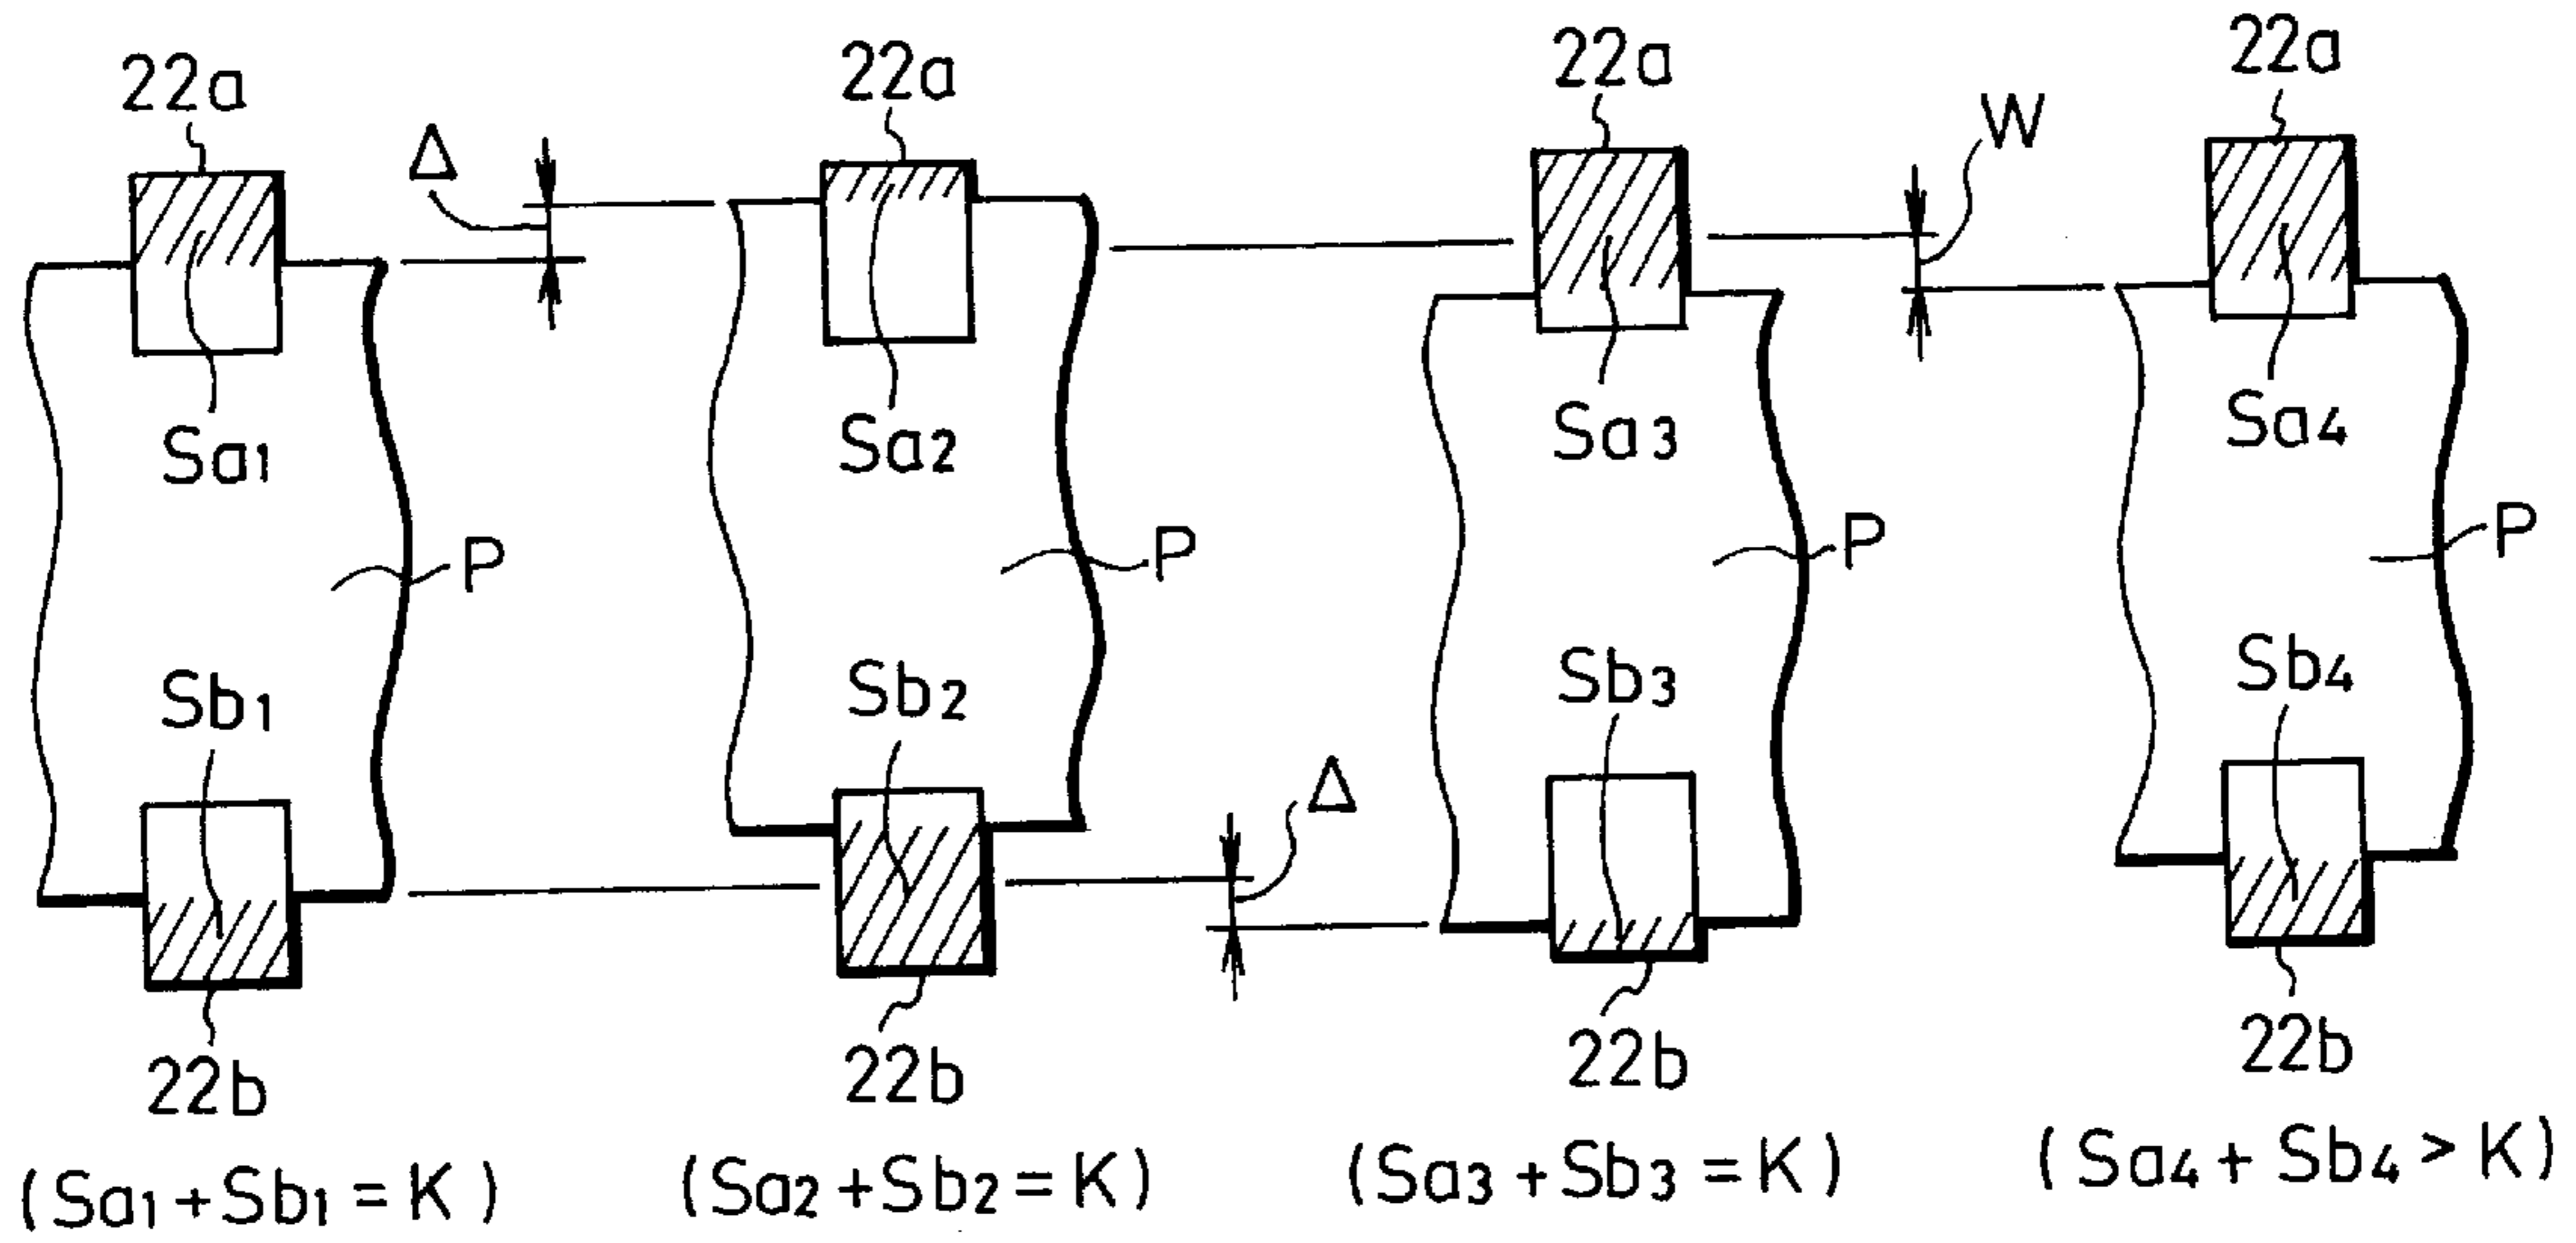 22a 22a 22a 22a
Δ W
Sa1 Sa2 Sa3 Sa4
P P P P
Sb1 Sb2 Sb3 Sb4
Δ
22b 22b 22b 22b
(Sa1+Sb1=K) (Sa2+Sb2=K) (Sa3+Sb3=K) (Sa4+Sb4>K)